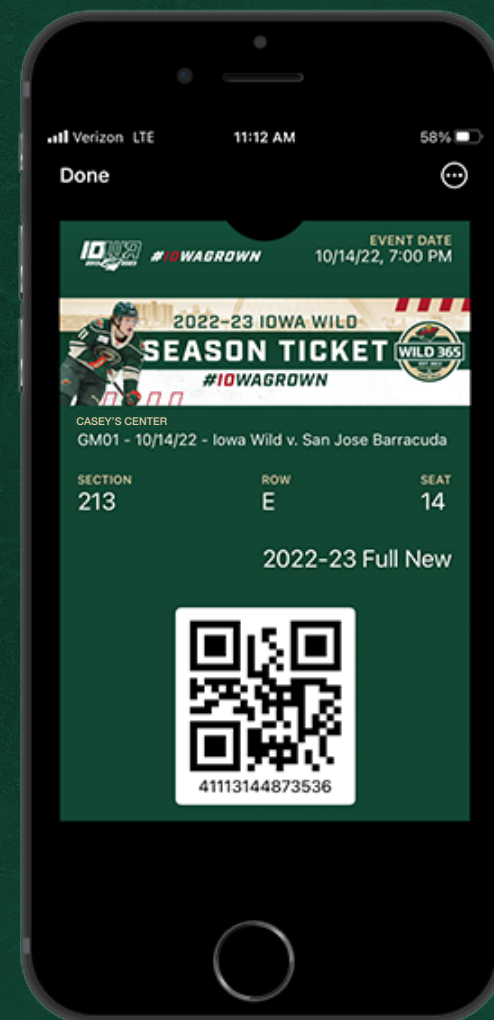 Verizon LTE 11:12 AM 58%
Done
IOWA #IOWAGROWN
EVENT DATE
10/14/22, 7:00 PM
2022-23 IOWA WILD
SEASON TICKET
#IOWAGROWN
WILD 365
CASEY'S CENTER
GM01 - 10/14/22 - Iowa Wild v. San Jose Barracuda
SECTION ROW SEAT
213 E 14
2022-23 Full New
41113144873536